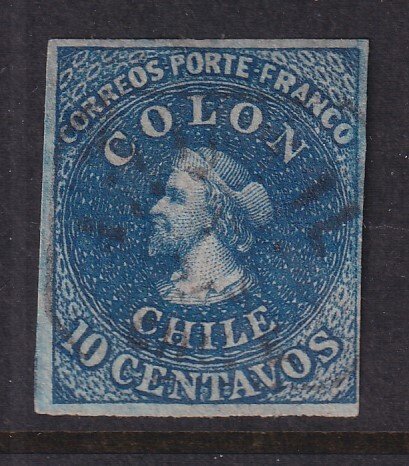 CORREOS PORTE·FRANCO
COLON
CHILE
10 CENTAVOS